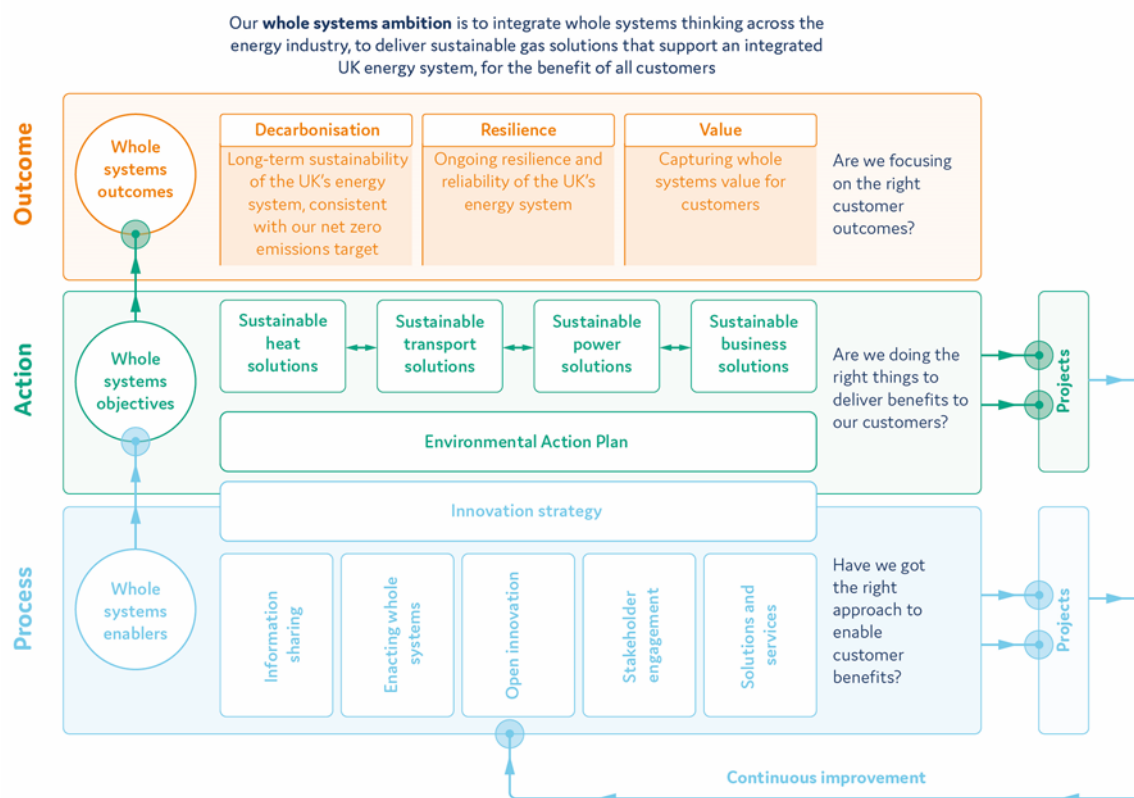 Our whole systems ambition is to integrate whole systems thinking across the
energy industry, to deliver sustainable gas solutions that support an integrated
UK energy system, for the benefit of all customers
Outcome
Whole
systems
outcomes
Decarbonisation
Long-term sustainability
of the UK's energy
system, consistent
with our net zero
emissions target
Resilience
Ongoing resilience and
reliability of the UK's
energy system
Value
Capturing whole
systems value for
customers
Are we focusing
on the right
customer
outcomes?
Action
Whole
systems
objectives
Sustainable
heat
solutions
Sustainable
transport
solutions
Sustainable
power
solutions
Sustainable
business
solutions
Environmental Action Plan
Are we doing the
right things to
deliver benefits to
our customers?
Projects
Innovation strategy
Process
Whole
systems
enablers
Information
sharing
Enacting whole
systems
Open innovation
Stakeholder
engagement
Solutions and
services
Have we got
the right
approach to
enable
customer
benefits?
Projects
Continuous improvement